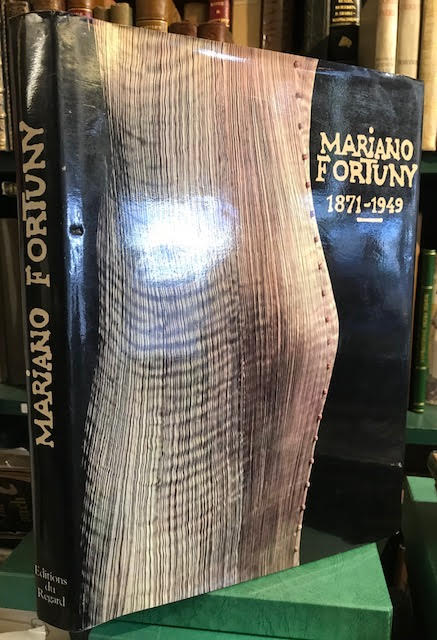 MARiANO FORTUNY
Editions
du
Regard
MARiANO
FORTUNY
1871-1949